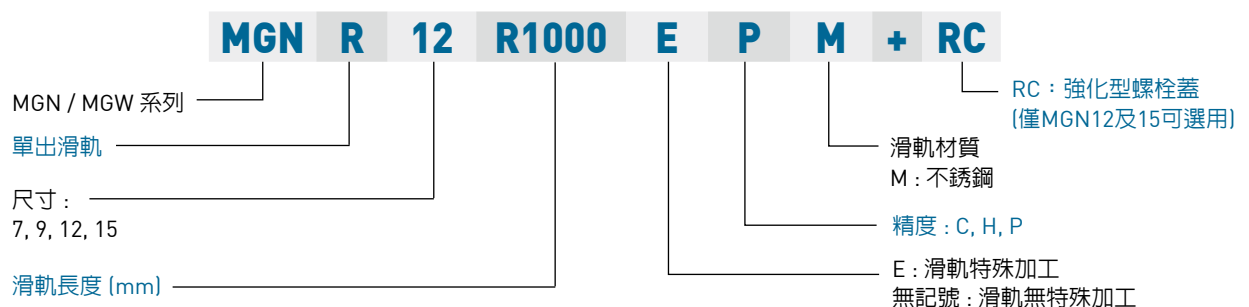 MGN R 12 R1000 E P M + RC
MGN / MGW 系列
單出滑軌
尺寸 :
7, 9, 12, 15
滑軌長度 (mm)
RC：強化型螺栓蓋
(僅MGN12及15可選用)
滑軌材質
M : 不銹鋼
精度 : C, H, P
E : 滑軌特殊加工
無記號 : 滑軌無特殊加工